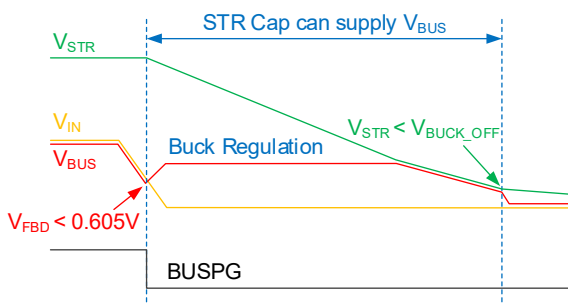 STR Cap can supply VBUS
VSTR
VIN
VBUS
Buck Regulation
VSTR < VBUCK_OFF
VFBD < 0.605V
BUSPG